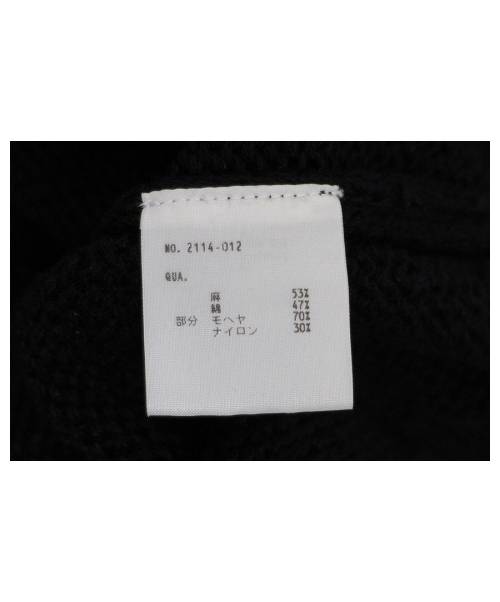 NO. 2114-012
QUA.
麻 53%
綿 47%
部分 モヘヤ 70%
ナイロン 30%